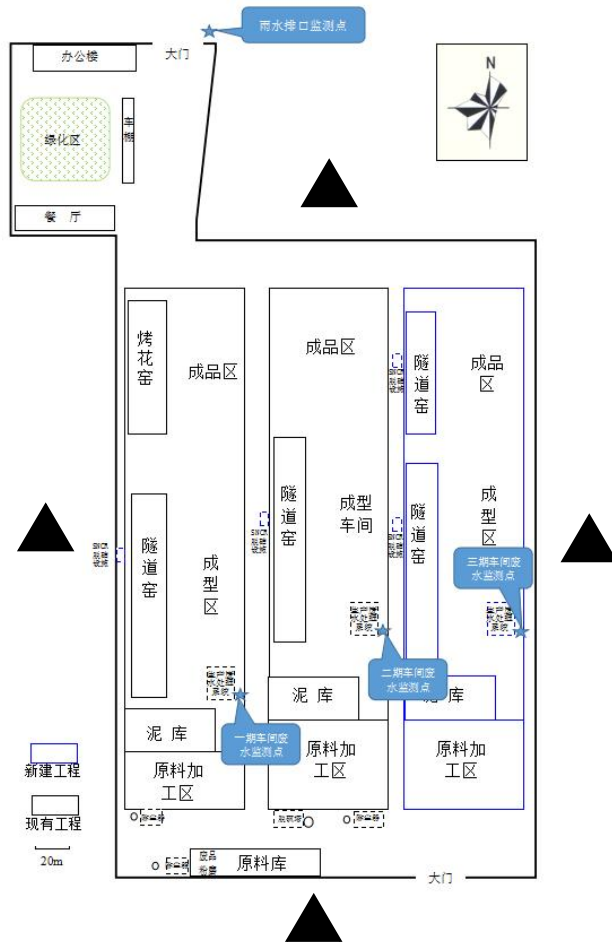 雨水排口监测点
办公楼
大门
N
车
棚
绿化区
餐 厅
烤
花
窑
成品区
成品区
隧
道
窑
成品
区
隧
道
窑
成
型
区
隧
道
窑
成型
车间
隧
道
窑
成
型
区
三期车间废
水监测点
二期车间废
水监测点
泥 库
泥 库
泥 库
一期车间废
水监测点
原料加
工区
原料加
工区
原料加
工区
新建工程
现有工程
20m
原料库
大门